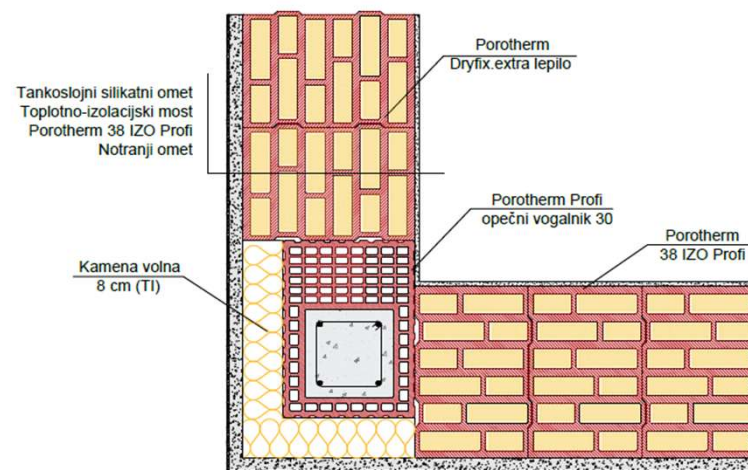 Porotherm
Dryfix.extra lepilo
Tankoslojni silikatni omet
Toplotno-izolacijski most
Porotherm 38 IZO Profi
Notranji omet
Porotherm Profi
opečni vogalnik 30
Porotherm
38 IZO Profi
Kamena volna
8 cm (TI)